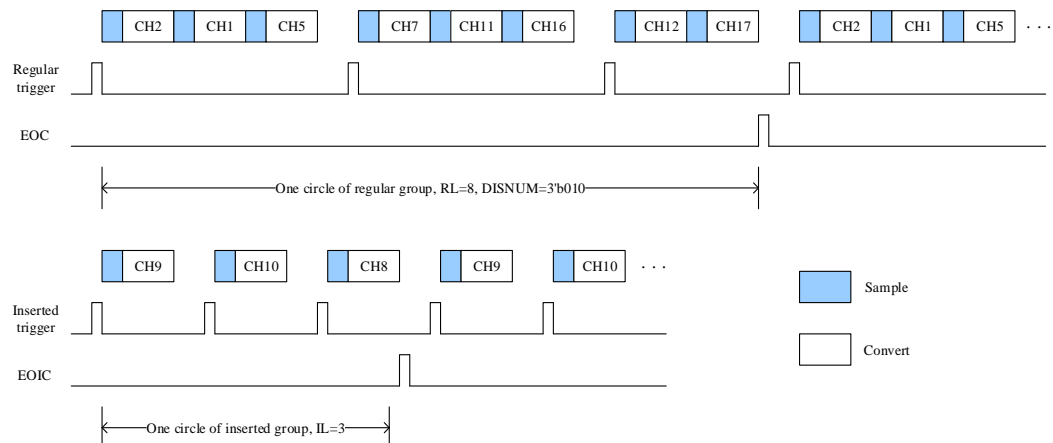 CH2 CH1 CH5 CH7 CH11 CH16 CH12 CH17 CH2 CH1 CH5 · · ·
Regular
trigger
EOC
One circle of regular group, RL=8, DISNUM=3'b010
CH9 CH10 CH8 CH9 CH10 · · ·
Sample
Inserted
trigger
Convert
EOIC
One circle of inserted group, IL=3